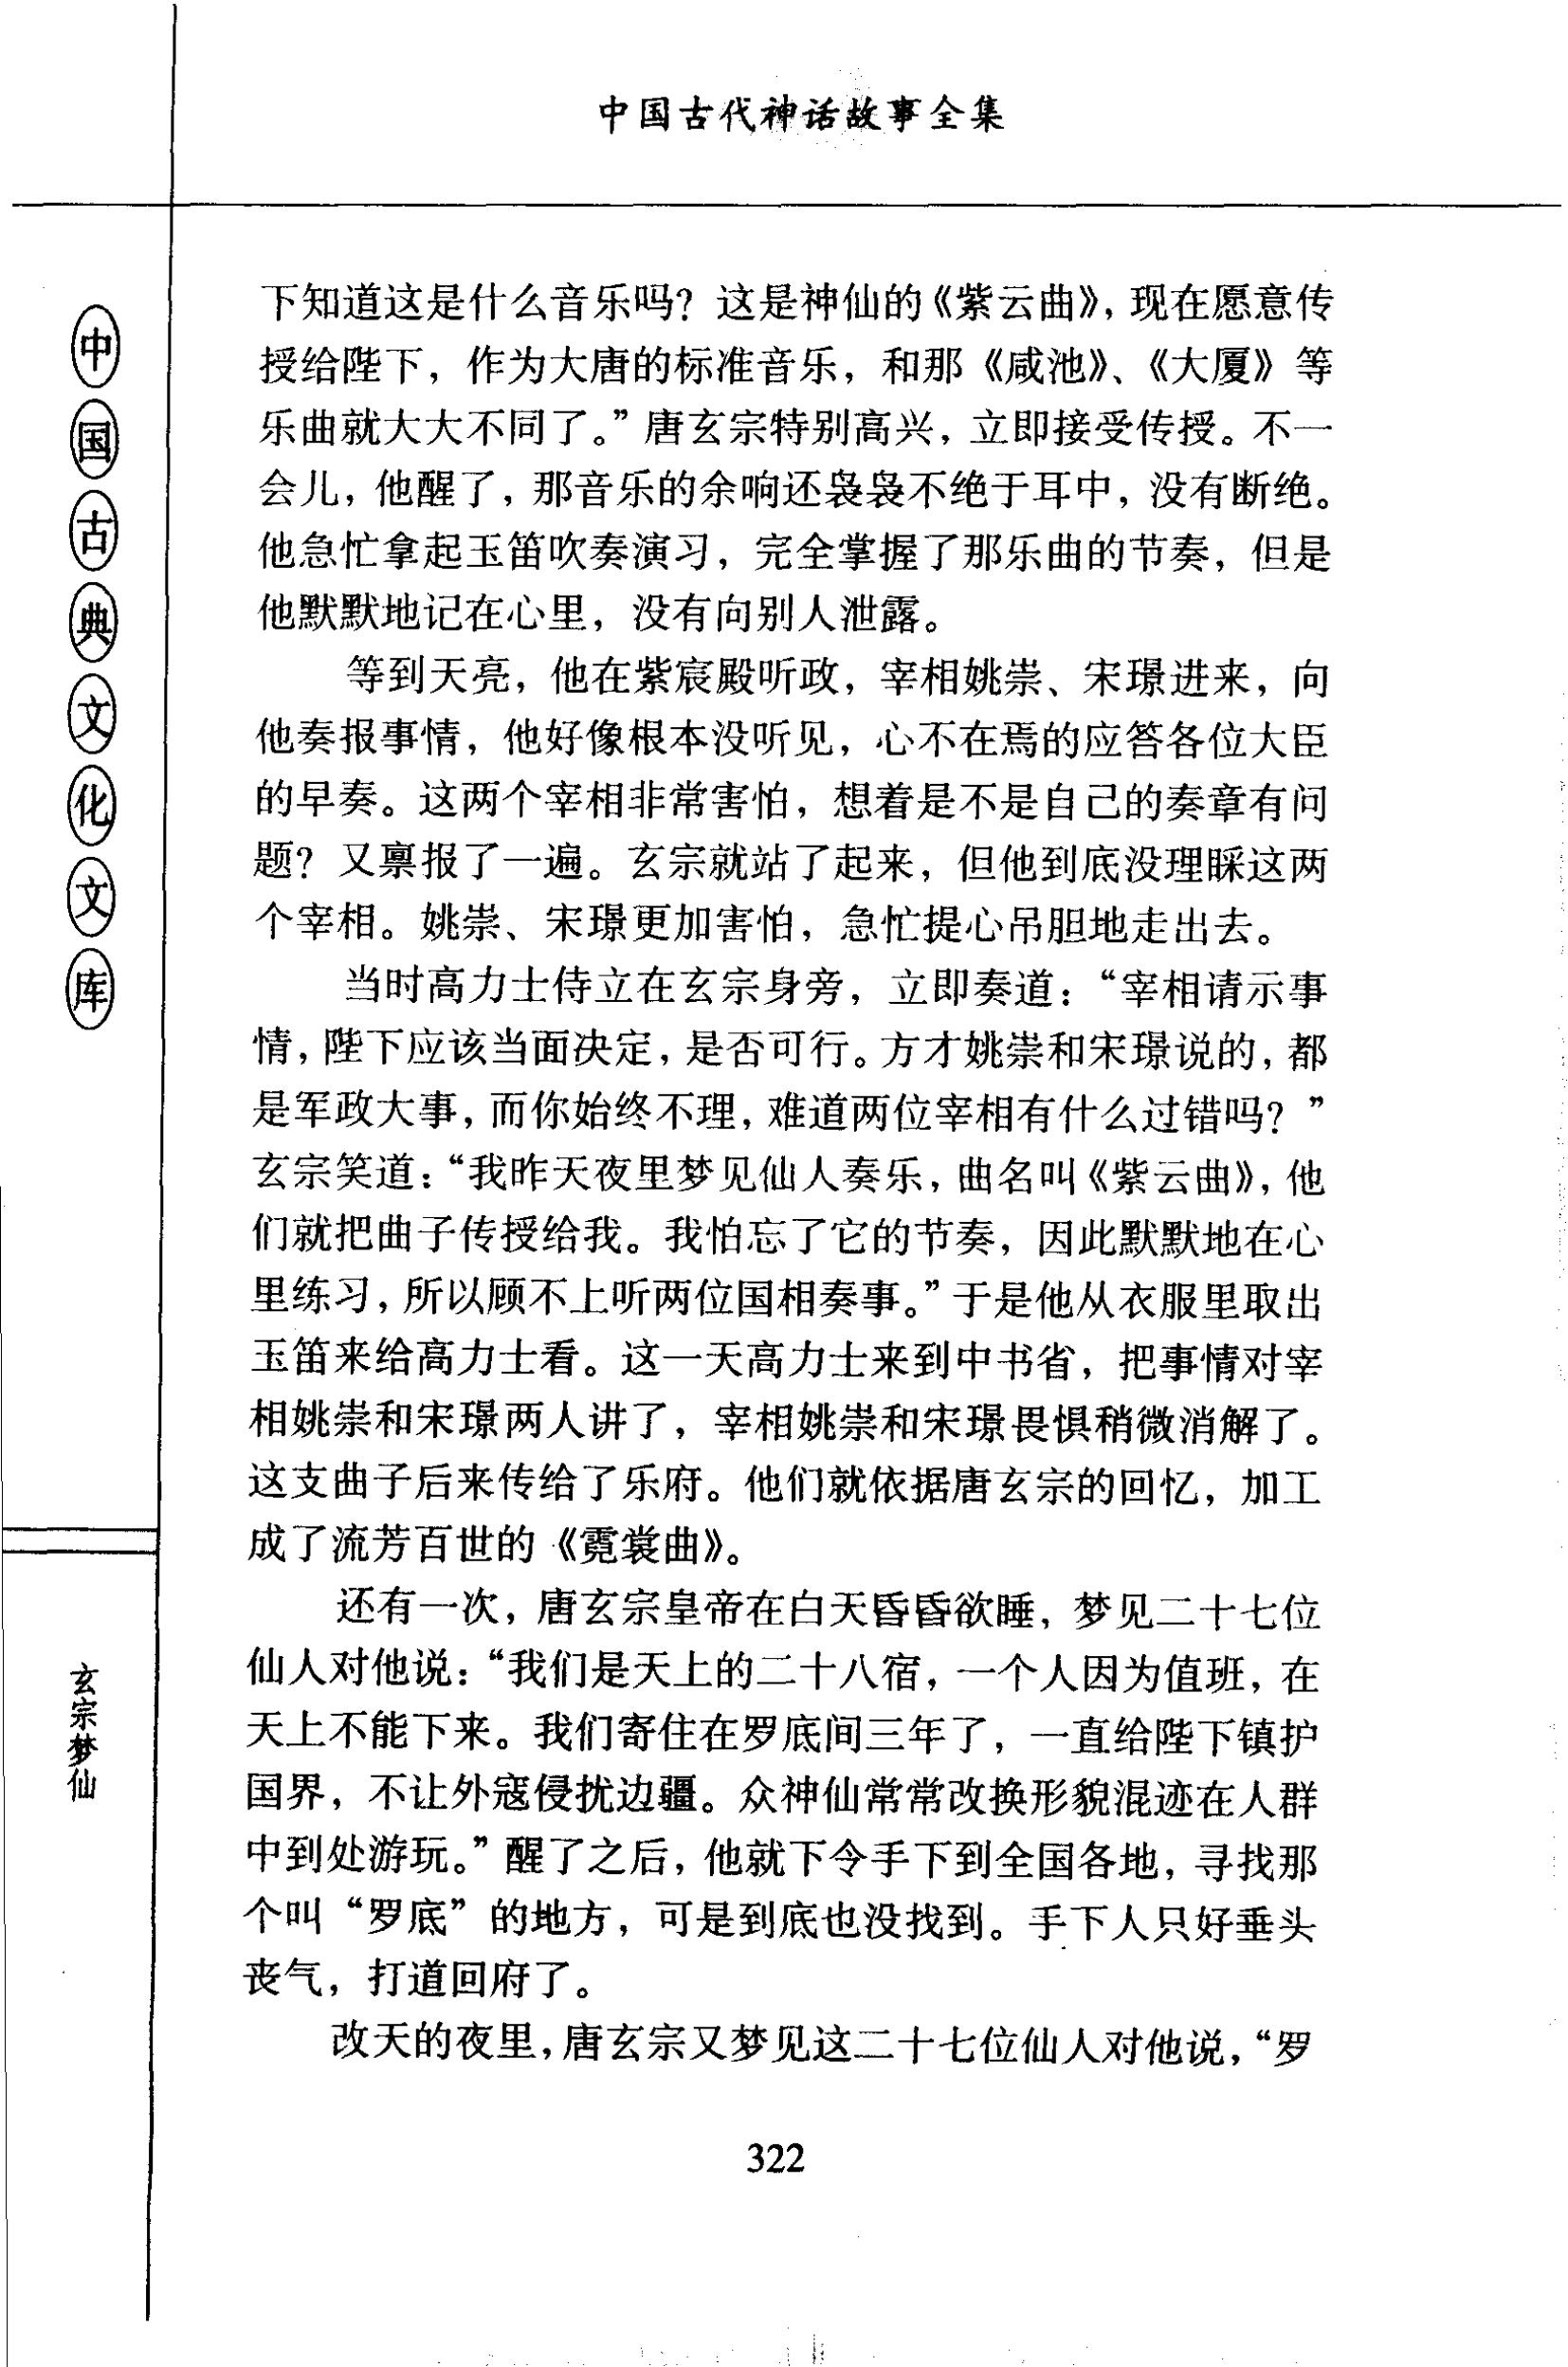 中国古代神话故事全集
中国古典文化文库
玄宗梦仙
下知道这是什么音乐吗？这是神仙的《紫云曲》，现在愿意传
授给陛下，作为大唐的标准音乐，和那《咸池》、《大厦》等
乐曲就大大不同了。”唐玄宗特别高兴，立即接受传授。不一
会儿，他醒了，那音乐的余响还袅袅不绝于耳中，没有断绝。
他急忙拿起玉笛吹奏演习，完全掌握了那乐曲的节奏，但是
他默默地记在心里，没有向别人泄露。
等到天亮，他在紫宸殿听政，宰相姚崇、宋璟进来，向
他奏报事情，他好像根本没听见，心不在焉的应答各位大臣
的早奏。这两个宰相非常害怕，想着是不是自己的奏章有问
题？又禀报了一遍。玄宗就站了起来，但他到底没理睬这两
个宰相。姚崇、宋璟更加害怕，急忙提心吊胆地走出去。
当时高力士侍立在玄宗身旁，立即奏道：“宰相请示事
情，陛下应该当面决定，是否可行。方才姚崇和宋璟说的，都
是军政大事，而你始终不理，难道两位宰相有什么过错吗？”
玄宗笑道：“我昨天夜里梦见仙人奏乐，曲名叫《紫云曲》，他
们就把曲子传授给我。我怕忘了它的节奏，因此默默地在心
里练习，所以顾不上听两位国相奏事。”于是他从衣服里取出
玉笛来给高力士看。这一天高力士来到中书省，把事情对宰
相姚崇和宋璟两人讲了，宰相姚崇和宋璟畏惧稍微消解了。
这支曲子后来传给了乐府。他们就依据唐玄宗的回忆，加工
成了流芳百世的《霓裳曲》。
还有一次，唐玄宗皇帝在白天昏昏欲睡，梦见二十七位
仙人对他说：“我们是天上的二十八宿，一个人因为值班，在
天上不能下来。我们寄住在罗底间三年了，一直给陛下镇护
国界，不让外寇侵扰边疆。众神仙常常改换形貌混迹在人群
中到处游玩。”醒了之后，他就下令手下到全国各地，寻找那
个叫“罗底”的地方，可是到底也没找到。手下人只好垂头
丧气，打道回府了。
改天的夜里，唐玄宗又梦见这二十七位仙人对他说，“罗
322